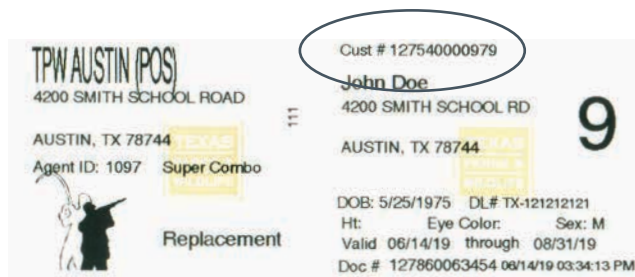 TPW AUSTIN (POS)
4200 SMITH SCHOOL ROAD
AUSTIN, TX 78744
Agent ID: 1097 Super Combo
Replacement
111
Cust # 127540000979
John Doe
4200 SMITH SCHOOL RD
9
AUSTIN, TX 78744
TEXAS
TEXAS
DOB: 5/25/1975 DL# TX-121212121
Ht: Eye Color: Sex: M
Valid 06/14/19 through 08/31/19
Doc # 127860063454 06/14/19 03:34:13 PM